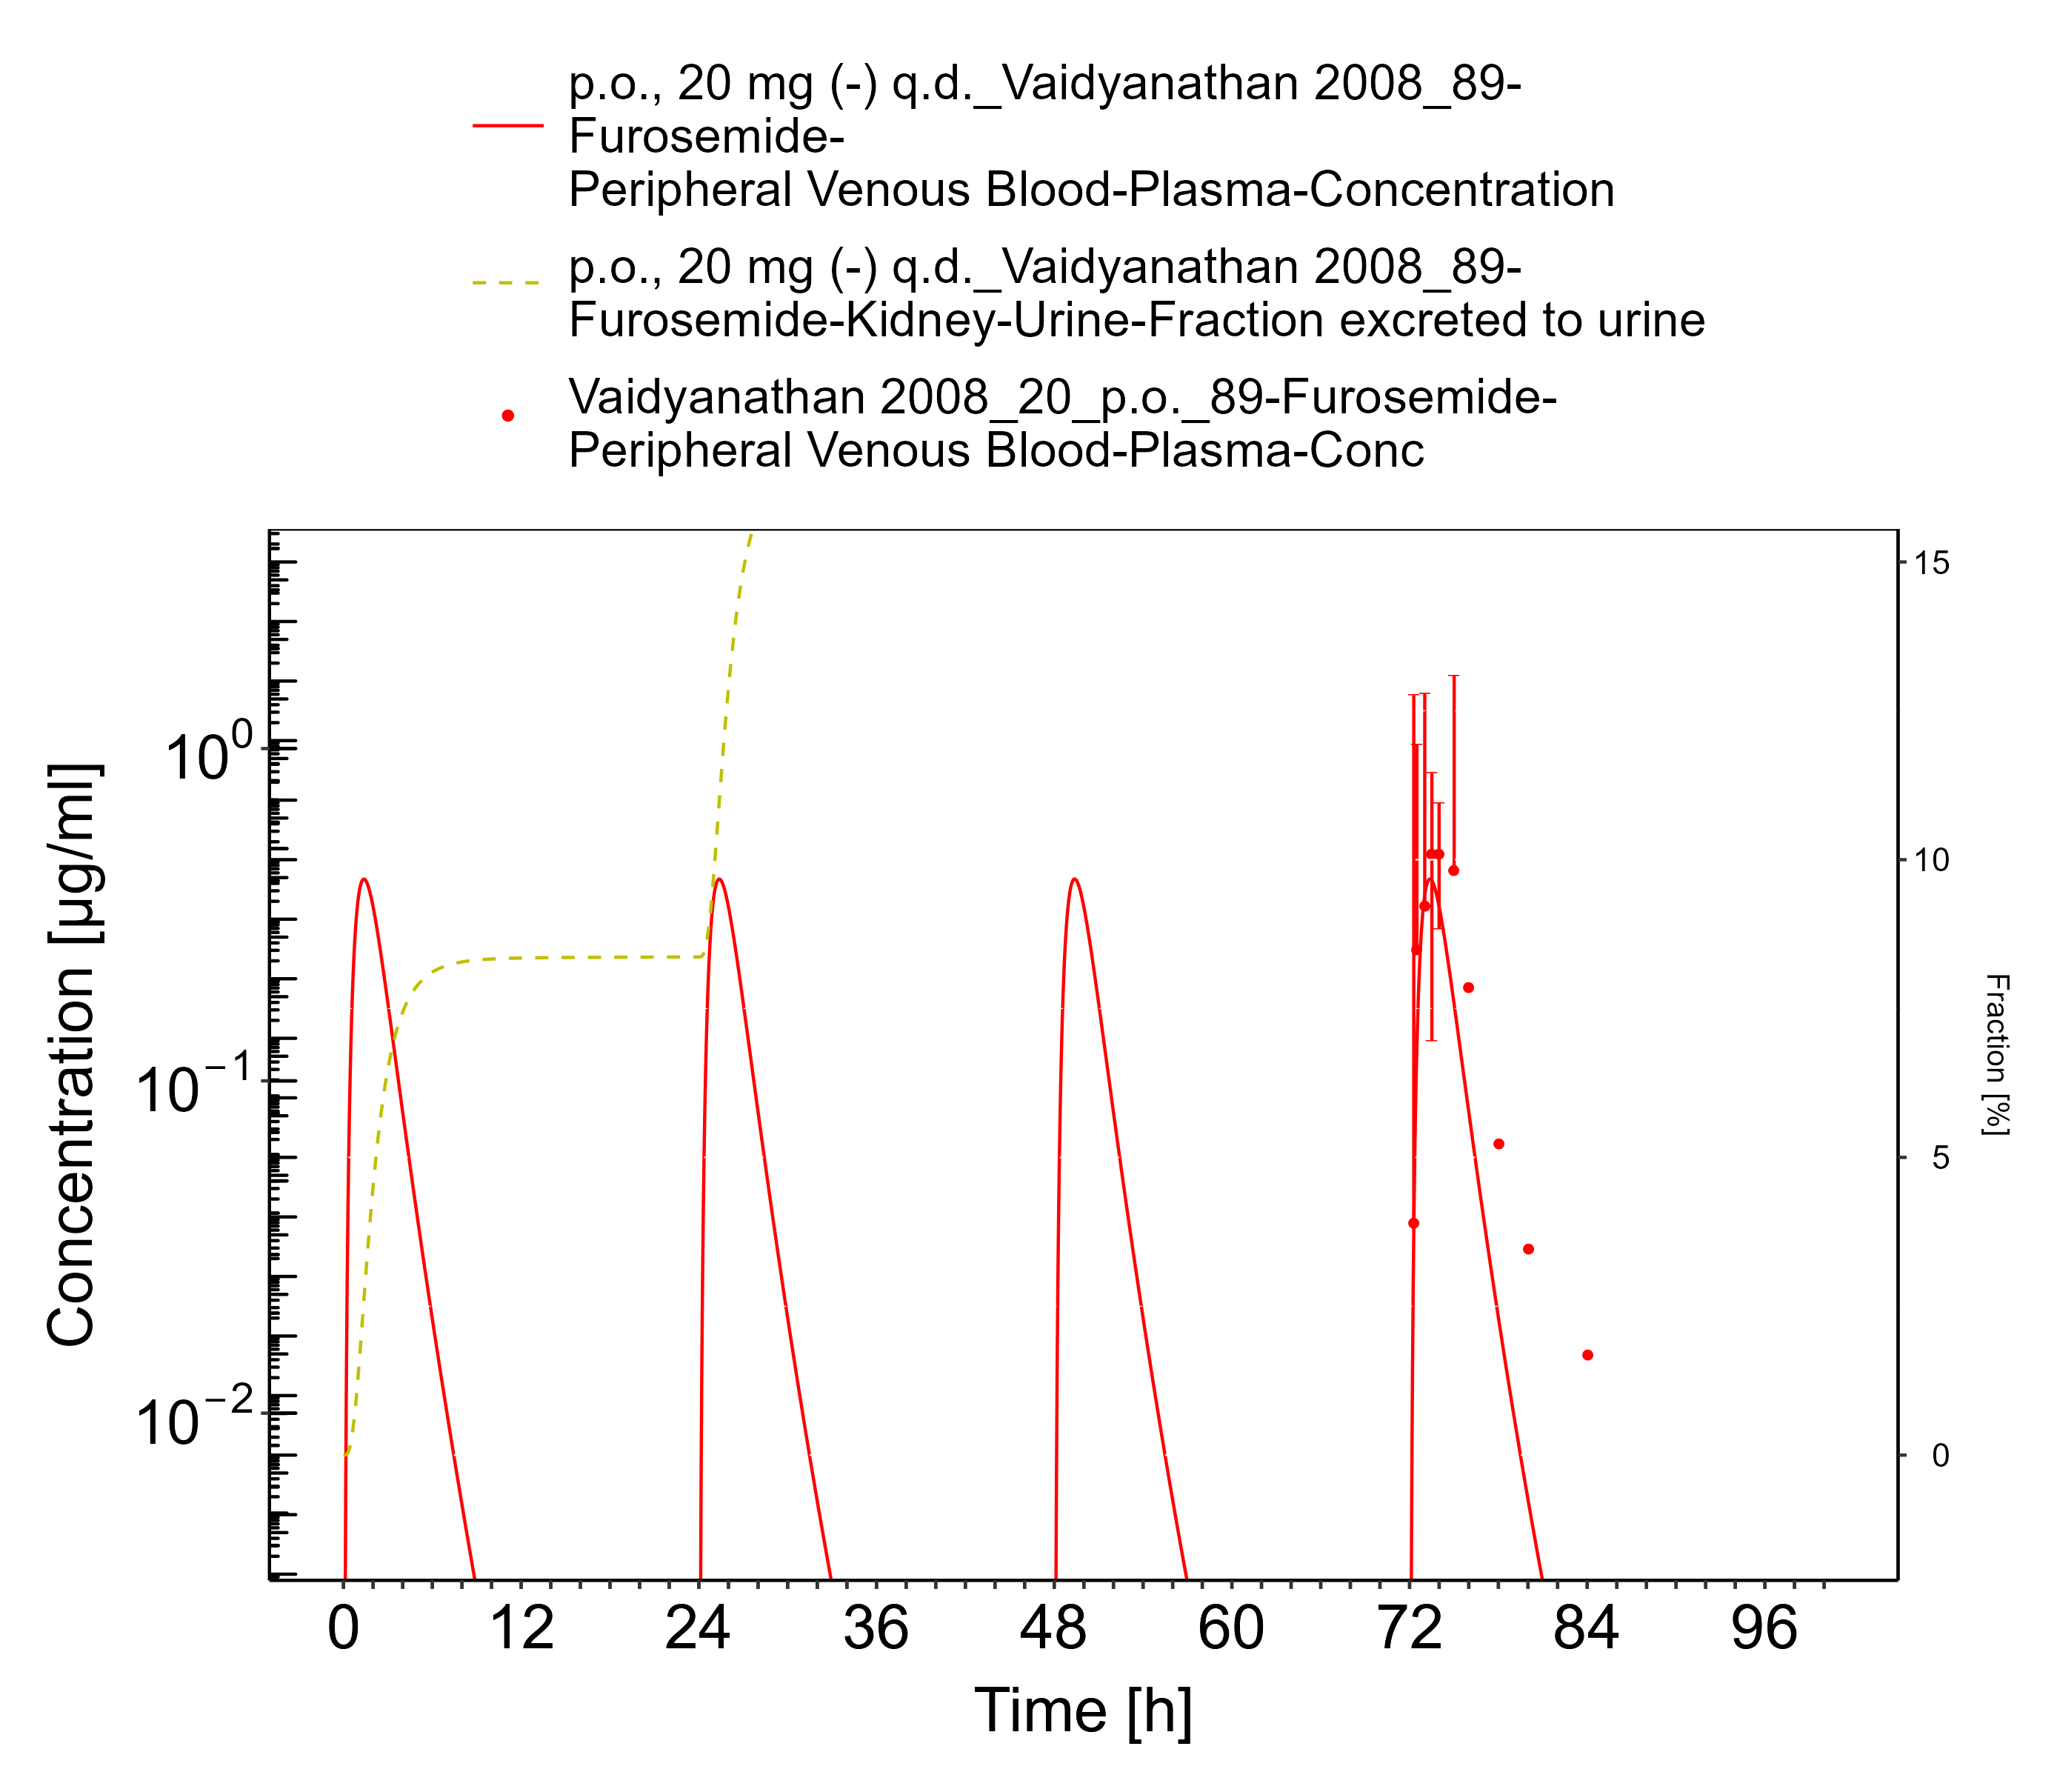 p.o., 20 mg (-) q.d._Vaidyanathan 2008_89-
Furosemide-
Peripheral Venous Blood-Plasma-Concentration
p.o., 20 mg (-) q.d._Vaidyanathan 2008_89-
Furosemide-Kidney-Urine-Fraction excreted to urine
Vaidyanathan 2008_20_p.o._89-Furosemide-
Peripheral Venous Blood-Plasma-Conc
Concentration [µg/ml]
10⁰
10⁻¹
10⁻²
15
10
5
0
Fraction [%]
0 12 24 36 48 60 72 84 96
Time [h]